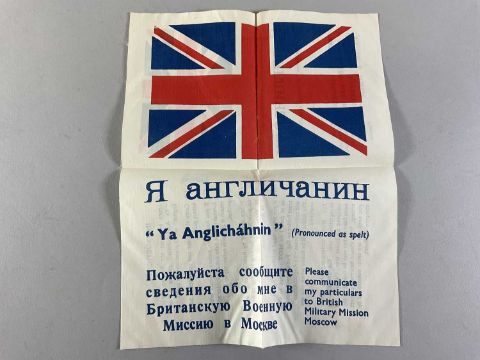 Я англичанин
" Ya Anglicháhnin " (Pronounced as spelt)
Пожалуйста сообщите
сведения обо мне в
Британскую Военную
Миссию в Москве
Please
communicate
my particulars
to British
Military Mission
Moscow